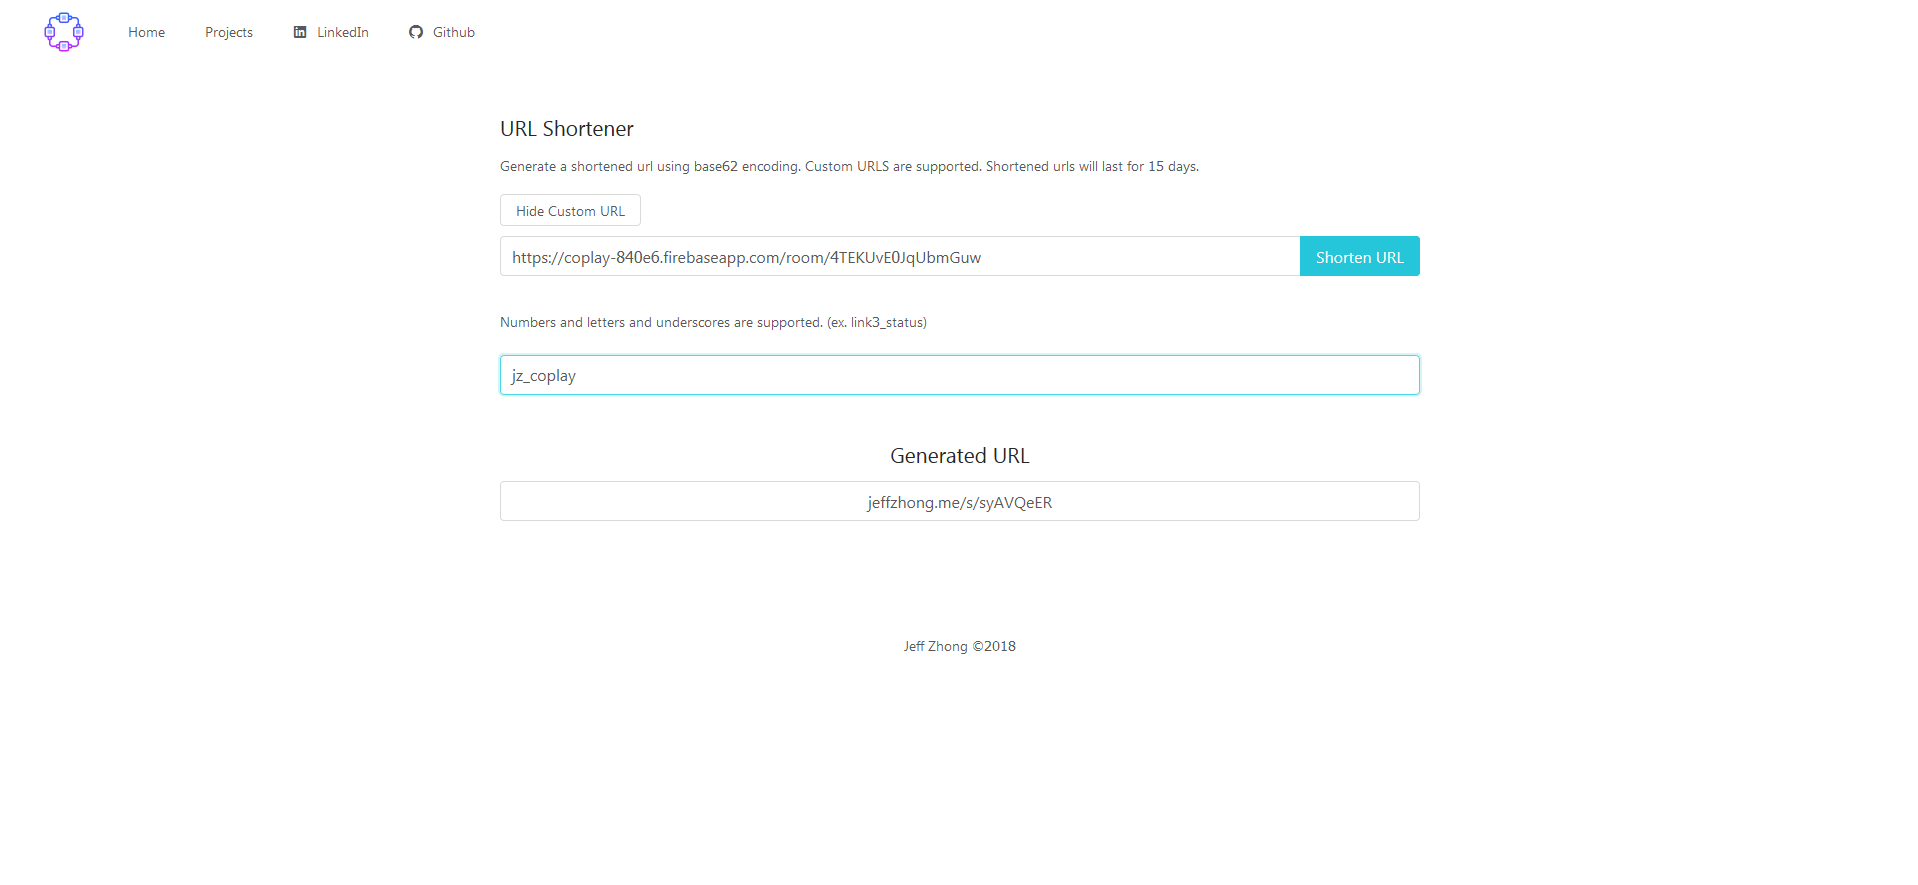 Home Projects LinkedIn Github
URL Shortener
Generate a shortened url using base62 encoding. Custom URLS are supported. Shortened urls will last for 15 days.
Hide Custom URL
https://coplay-840e6.firebaseapp.com/room/4TEKUvE0JqUbmGuw Shorten URL
Numbers and letters and underscores are supported. (ex. link3_status)
jz_coplay
Generated URL
jeffzhong.me/s/syAVQeER
Jeff Zhong ©2018